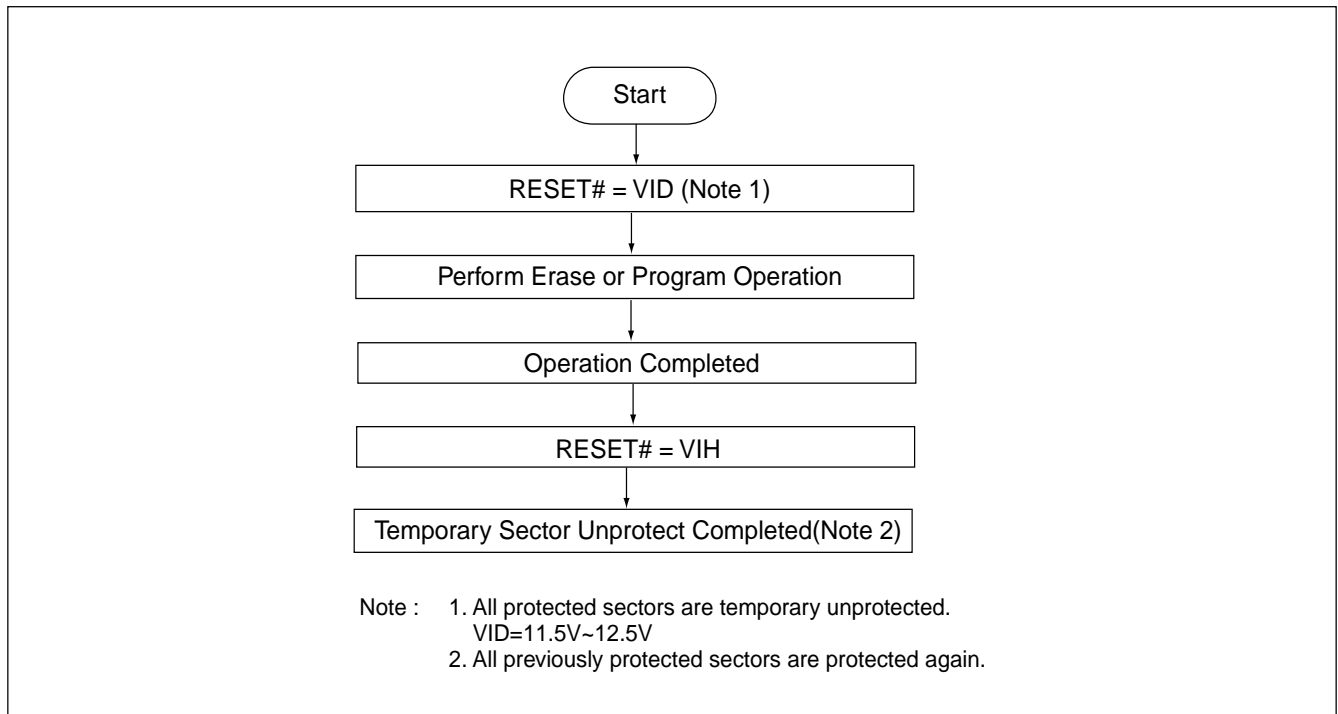 Start
RESET# = VID (Note 1)
Perform Erase or Program Operation
Operation Completed
RESET# = VIH
Temporary Sector Unprotect Completed(Note 2)
Note : 1. All protected sectors are temporary unprotected.
VID=11.5V~12.5V
2. All previously protected sectors are protected again.